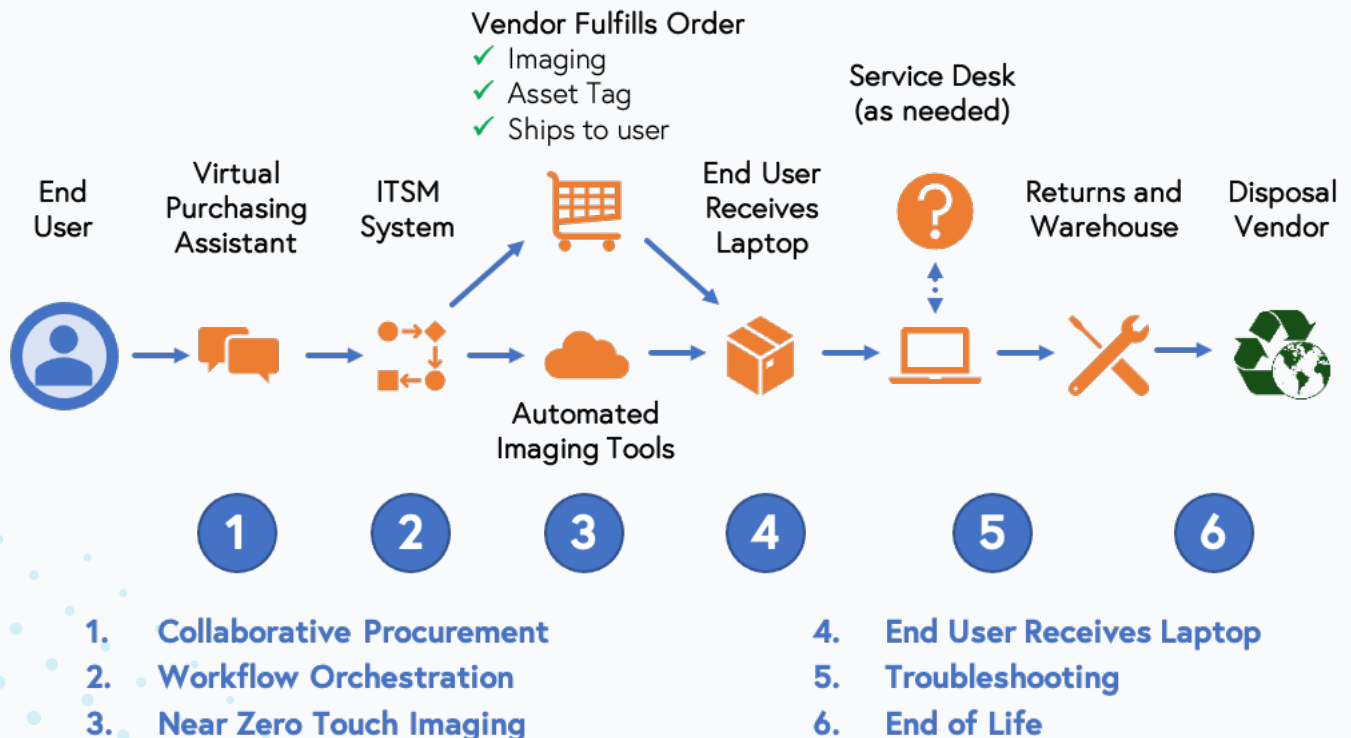 Vendor Fulfills Order
✓ Imaging
✓ Asset Tag
✓ Ships to user
Service Desk
(as needed)
End
User
Virtual
Purchasing
Assistant
ITSM
System
End User
Receives
Laptop
Returns and
Warehouse
Disposal
Vendor
?
Automated
Imaging Tools
1
2
3
4
5
6
1. Collaborative Procurement
2. Workflow Orchestration
3. Near Zero Touch Imaging
4. End User Receives Laptop
5. Troubleshooting
6. End of Life